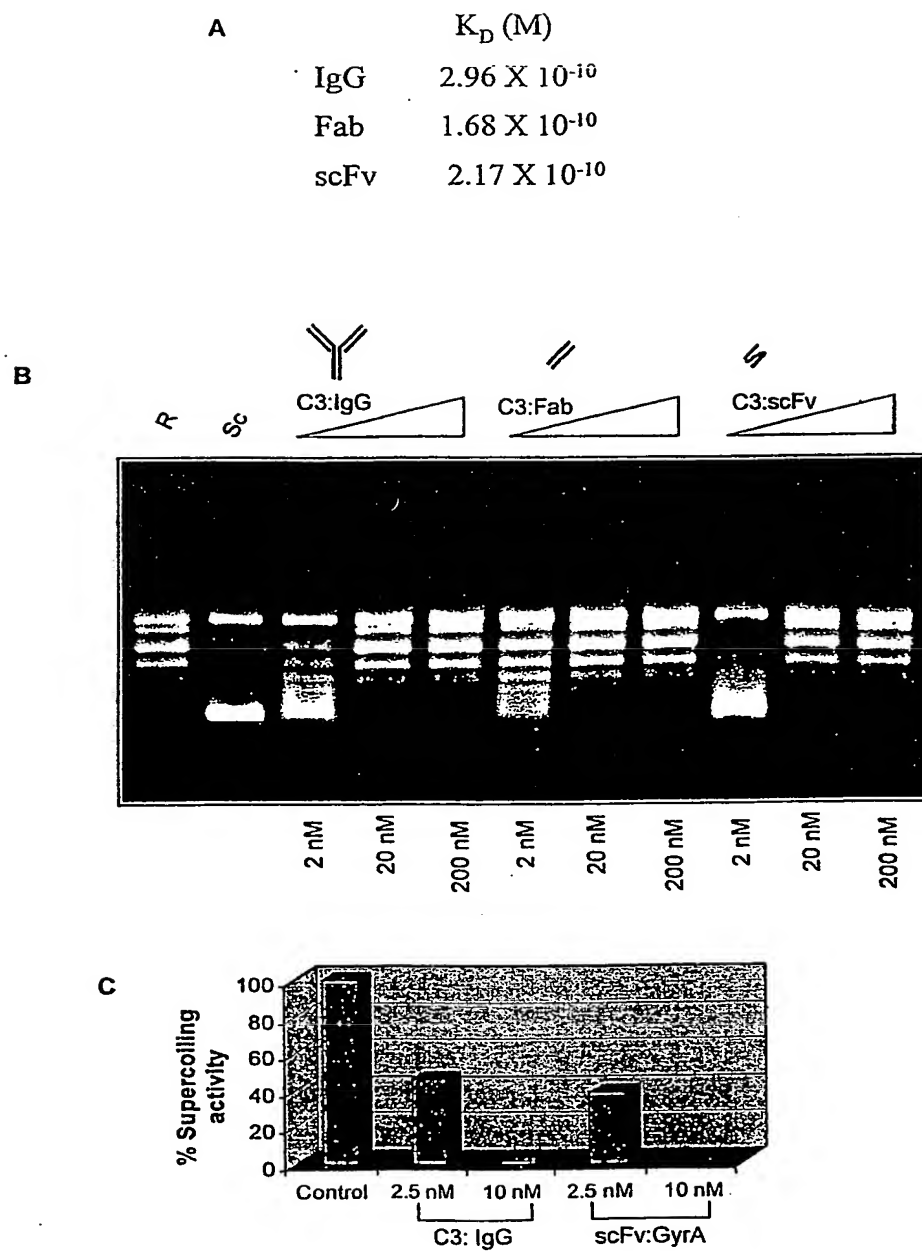 A
K_D (M)
IgG 2.96 X 10⁻¹⁰
Fab 1.68 X 10⁻¹⁰
scFv 2.17 X 10⁻¹⁰
B
R Sc C3:IgG C3:Fab C3:scFv
2 nM 20 nM 200 nM 2 nM 20 nM 200 nM 2 nM 20 nM 200 nM
C
% Supercoiling activity
100
80
60
40
20
0
Control 2.5 nM 10 nM 2.5 nM 10 nM
C3: IgG scFv:GyrA